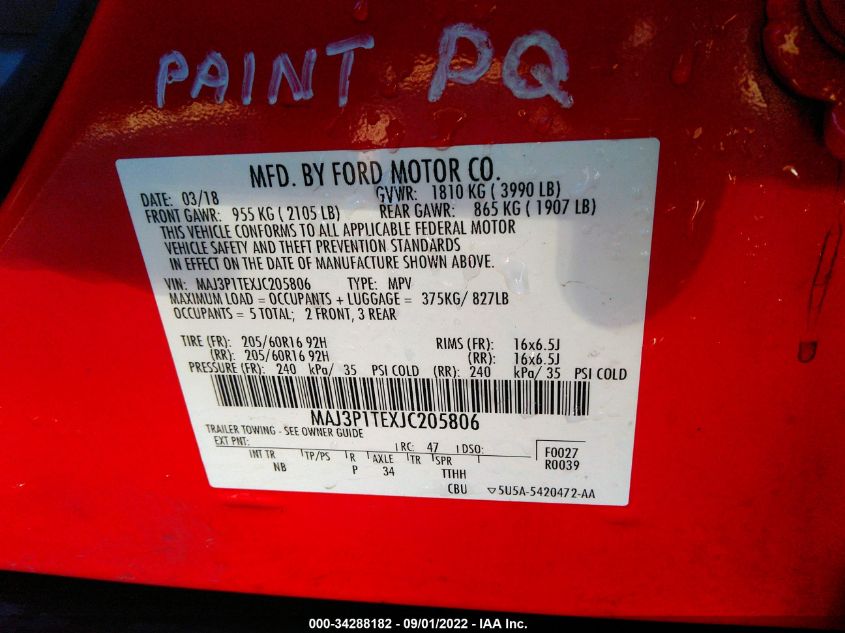 PAINT PQ
MFD. BY FORD MOTOR CO.
DATE: 03/18 GVWR: 1810 KG ( 3990 LB)
FRONT GAWR: 955 KG ( 2105 LB) REAR GAWR: 865 KG ( 1907 LB)
THIS VEHICLE CONFORMS TO ALL APPLICABLE FEDERAL MOTOR
VEHICLE SAFETY AND THEFT PREVENTION STANDARDS
IN EFFECT ON THE DATE OF MANUFACTURE SHOWN ABOVE.
VIN: MAJ3P1TEXJC205806 TYPE: MPV
MAXIMUM LOAD = OCCUPANTS + LUGGAGE = 375KG/ 827LB
OCCUPANTS = 5 TOTAL; 2 FRONT, 3 REAR
TIRE (FR): 205/60R16 92H RIMS (FR): 16x6.5J
(RR): 205/60R16 92H (RR): 16x6.5J
PRESSURE (FR): 240 kPa/ 35 PSI COLD (RR): 240 kPa/ 35 PSI COLD
MAJ3P1TEXJC205806
TRAILER TOWING - SEE OWNER GUIDE
EXT PNT: RC: 47 DSO: F0027
R0039
INT TR TP/PS R AXLE TR SPR
NB P 34 TTHH
CBU ▽5U5A-5420472-AA
000-34288182 - 09/01/2022 - IAA Inc.